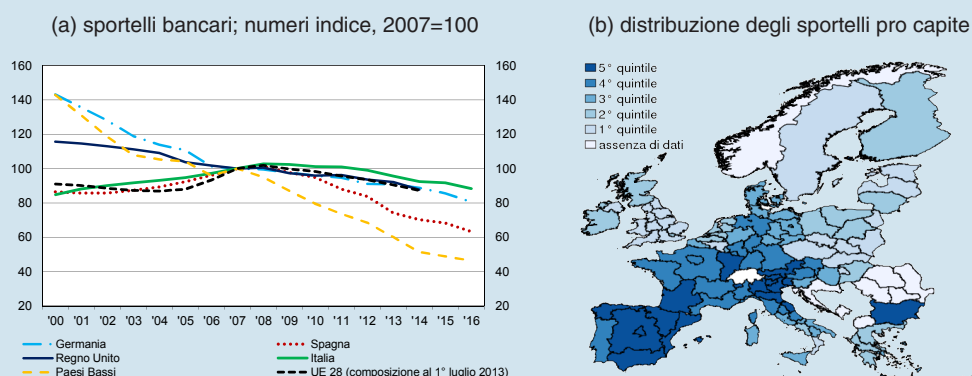 (a) sportelli bancari; numeri indice, 2007=100
160 160
140 140
120 120
100 100
80 80
60 60
40 40
20 20
'00 '01 '02 '03 '04 '05 '06 '07 '08 '09 '10 '11 '12 '13 '14 '15 '16
Germania Spagna
Regno Unito Italia
Paesi Bassi UE 28 (composizione al 1° luglio 2013)
(b) distribuzione degli sportelli pro capite
5° quintile
4° quintile
3° quintile
2° quintile
1° quintile
assenza di dati